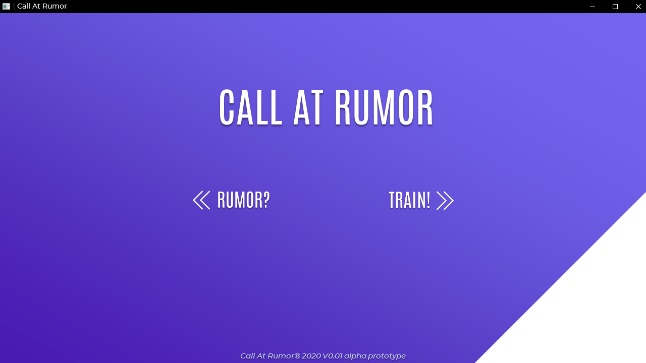 Call At Rumor
CALL AT RUMOR
RUMOR?
TRAIN!
Call At Rumor® 2020 V0.01 alpha prototype